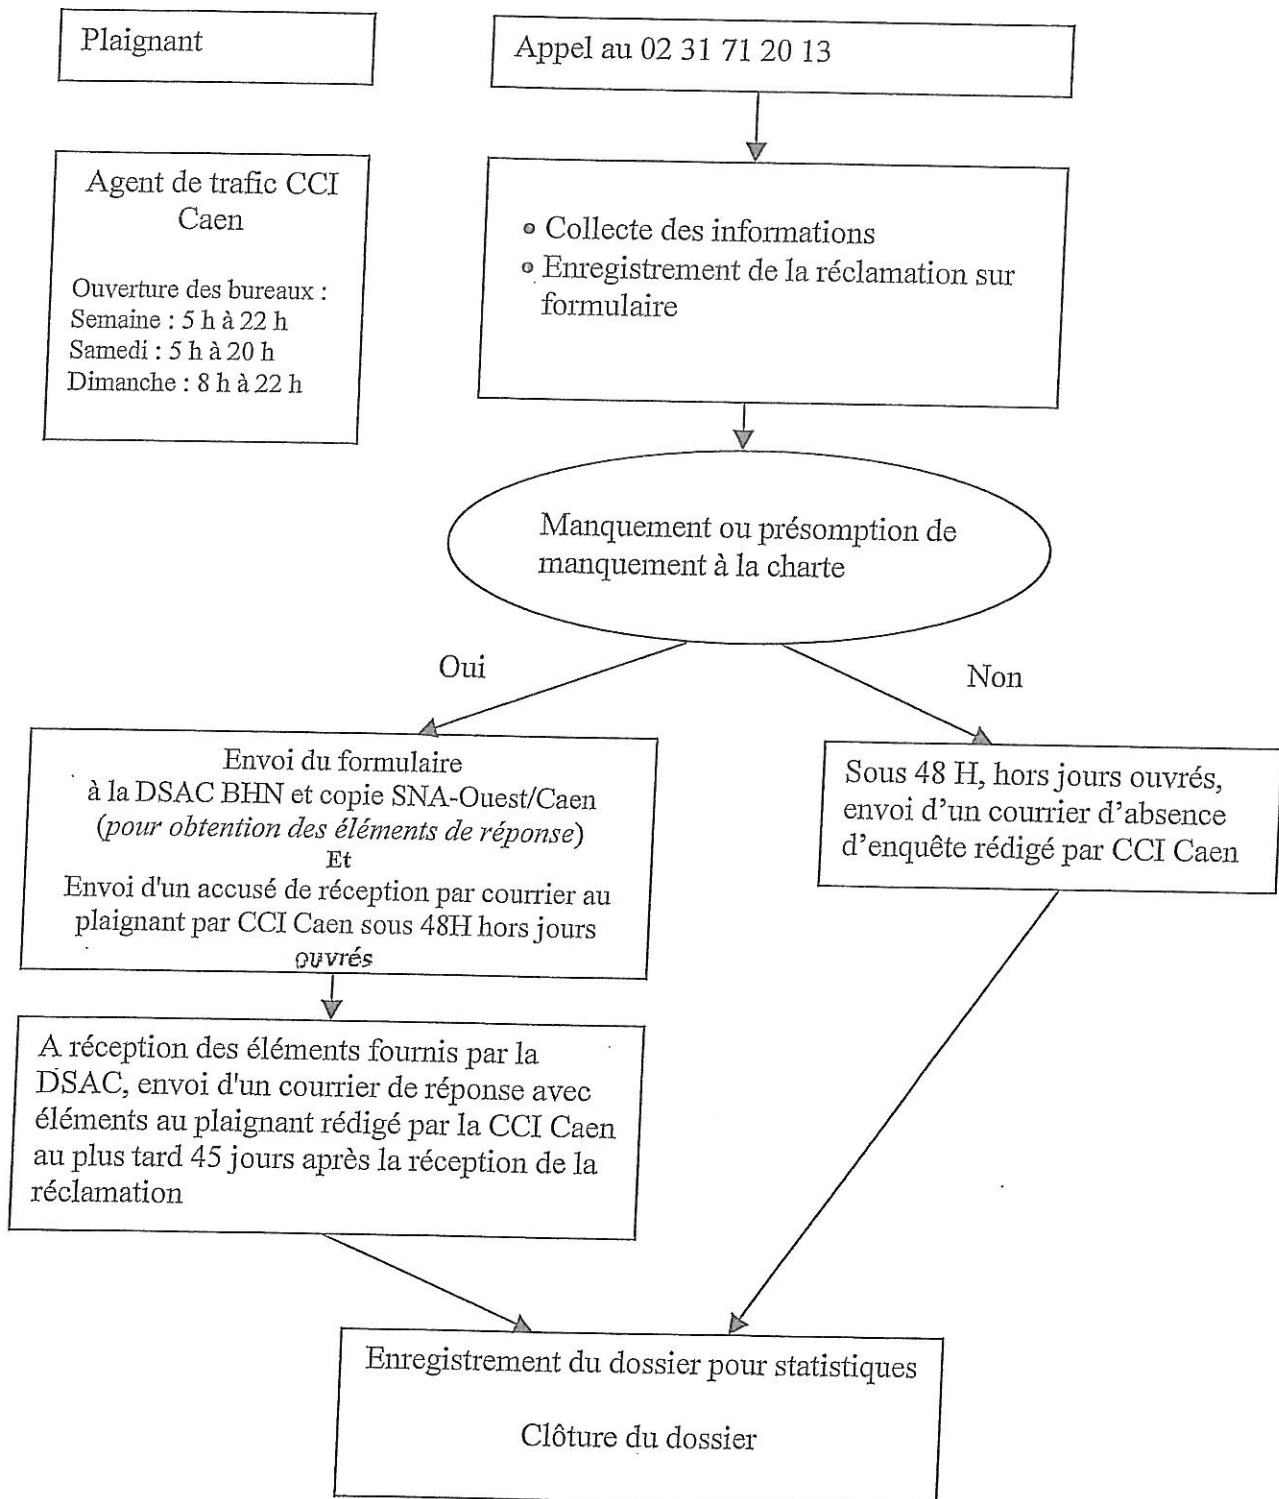 Plaignant
Appel au 02 31 71 20 13
Agent de trafic CCI
Caen
Ouverture des bureaux :
Semaine : 5 h à 22 h
Samedi : 5 h à 20 h
Dimanche : 8 h à 22 h
Collecte des informations
Enregistrement de la réclamation sur
formulaire
Manquement ou présomption de
manquement à la charte
Oui
Non
Envoi du formulaire
à la DSAC BHN et copie SNA-Ouest/Caen
(pour obtention des éléments de réponse)
Et
Envoi d'un accusé de réception par courrier au
plaignant par CCI Caen sous 48H hors jours
ouvrés
Sous 48 H, hors jours ouvrés,
envoi d’un courrier d’absence
d’enquête rédigé par CCI Caen
A réception des éléments fournis par la
DSAC, envoi d'un courrier de réponse avec
éléments au plaignant rédigé par la CCI Caen
au plus tard 45 jours après la réception de la
réclamation
Enregistrement du dossier pour statistiques
Clôture du dossier